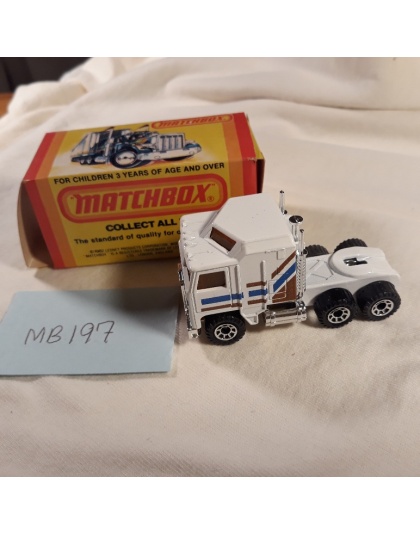 MATCHBOX
FOR CHILDREN 3 YEARS OF AGE AND OVER
MATCHBOX
COLLECT ALL
The standard of quality for
MB197